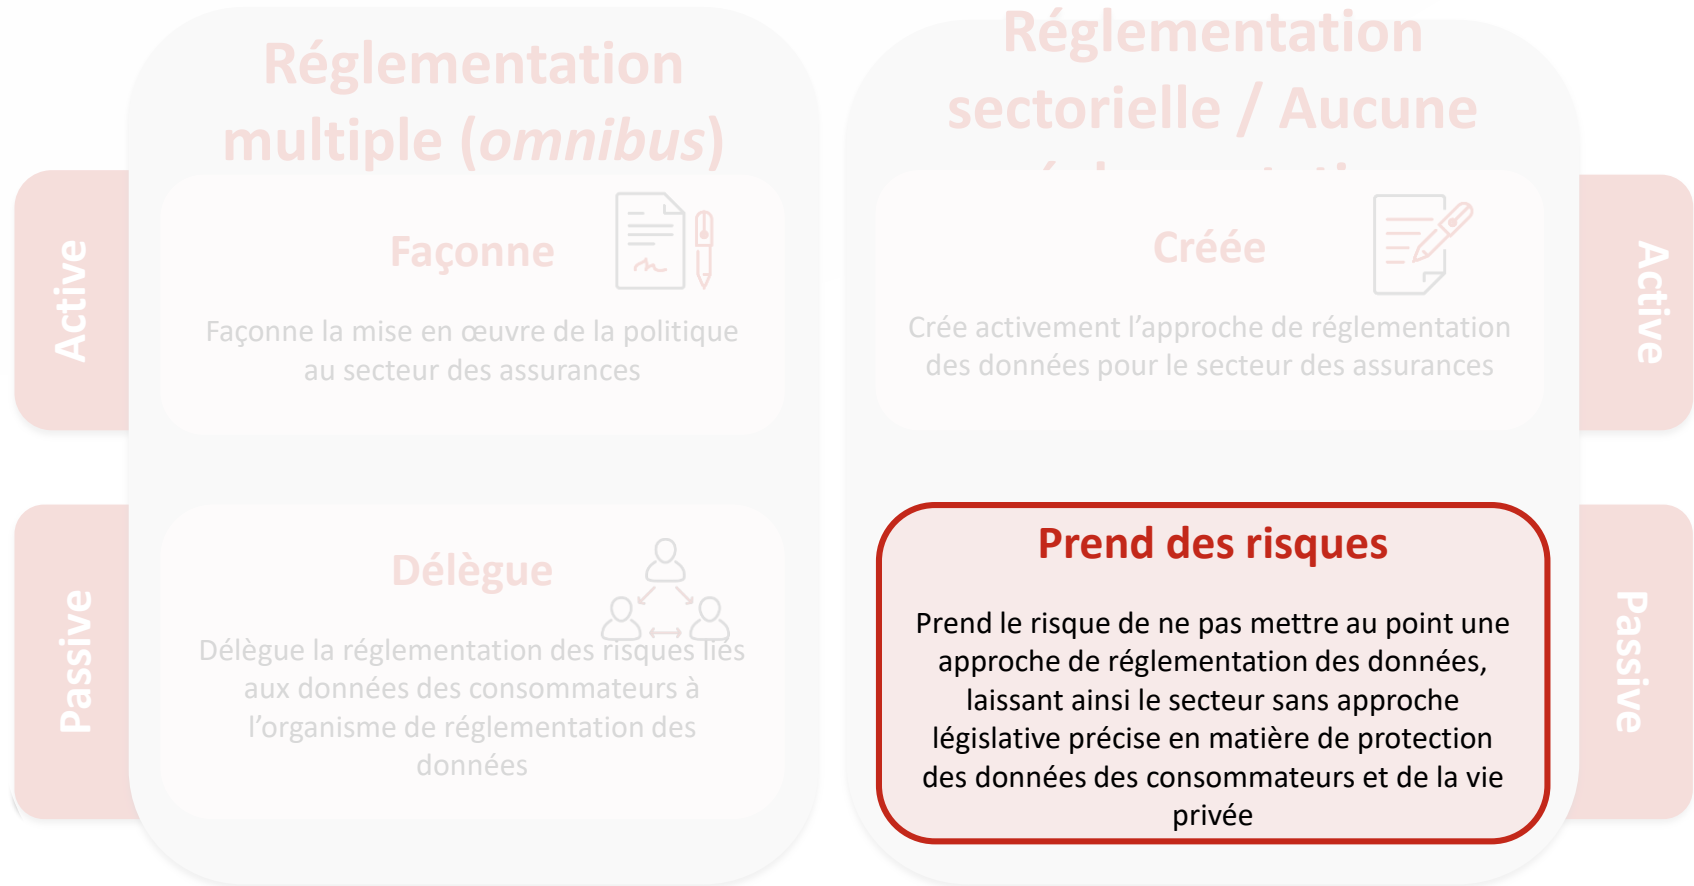 Réglementation
multiple (omnibus)
Active
Façonne
Façonne la mise en œuvre de la politique
au secteur des assurances
Passive
Délègue
Délègue la réglementation des risques liés
aux données des consommateurs à
l’organisme de réglementation des
données
Réglementation
sectorielle / Aucune
Active
Créée
Crée activement l’approche de réglementation
des données pour le secteur des assurances
Passive
Prend des risques
Prend le risque de ne pas mettre au point une
approche de réglementation des données,
laissant ainsi le secteur sans approche
législative précise en matière de protection
des données des consommateurs et de la vie
privée